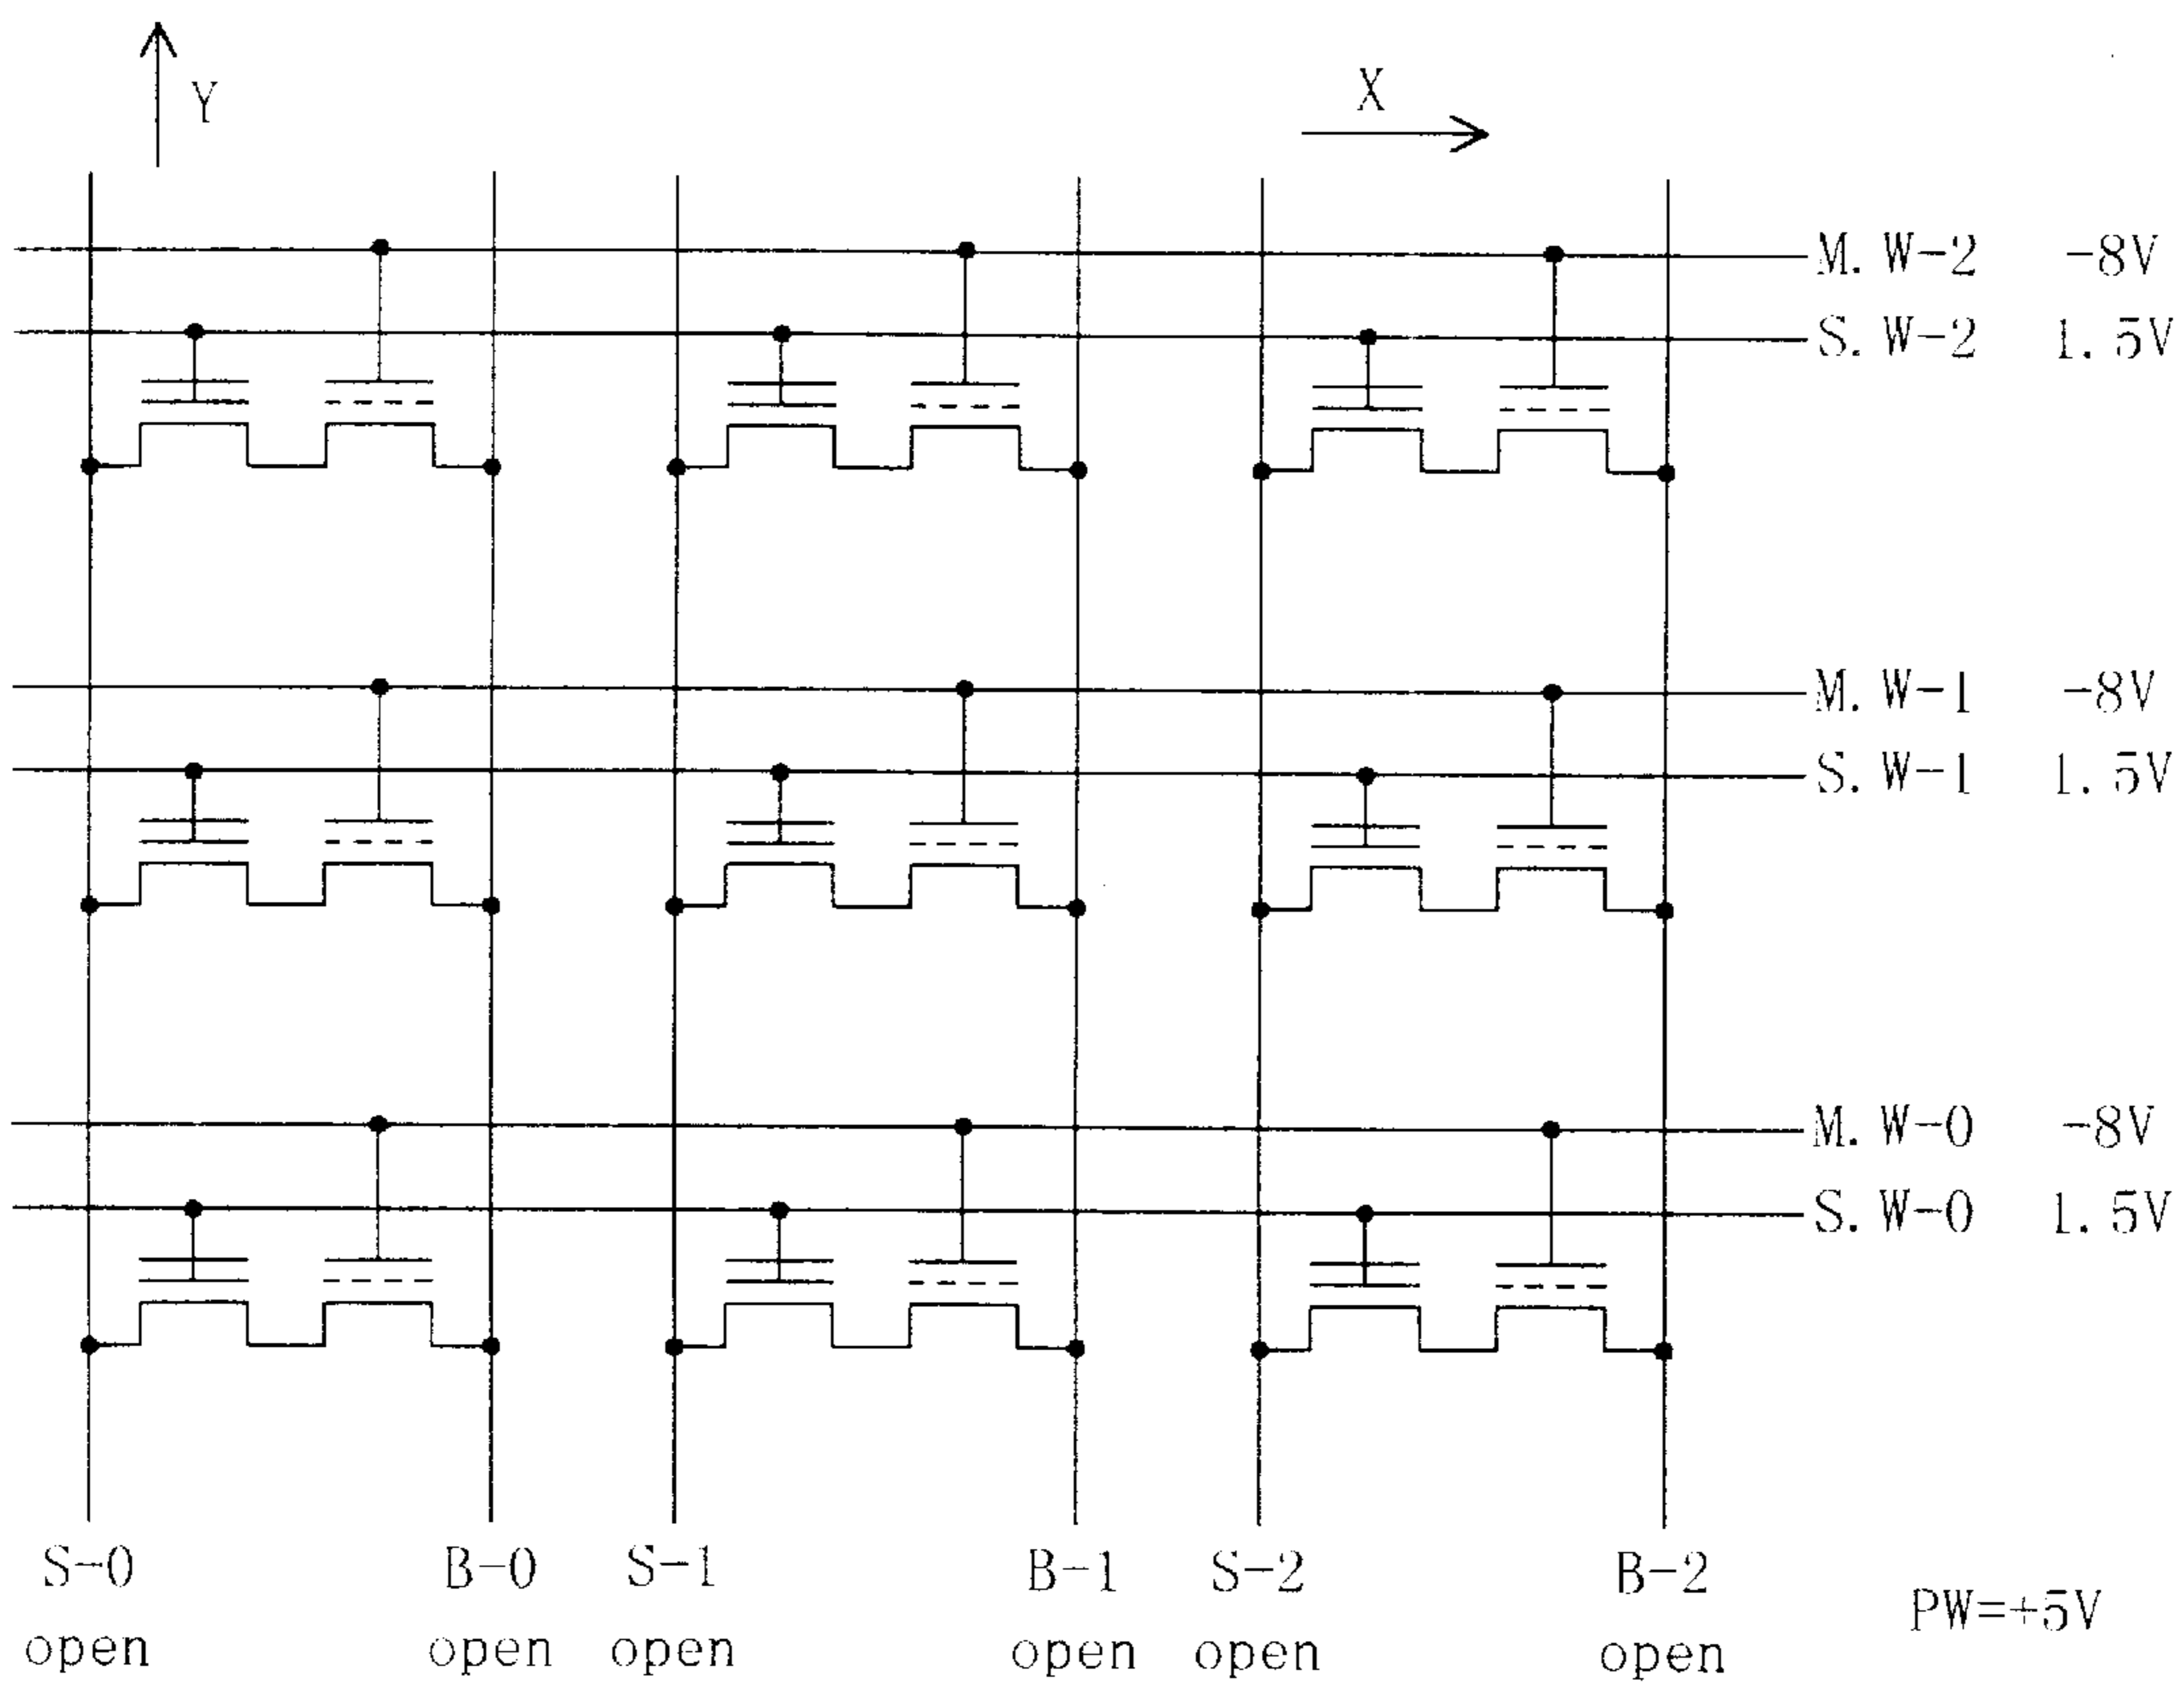 Y
X
M. W-2 -8V
S. W-2 1. 5V
M. W-1 -8V
S. W-1 1. 5V
M. W-0 -8V
S. W-0 1. 5V
S-0 B-0 S-1 B-1 S-2 B-2
open open open open open open
PW=+5V